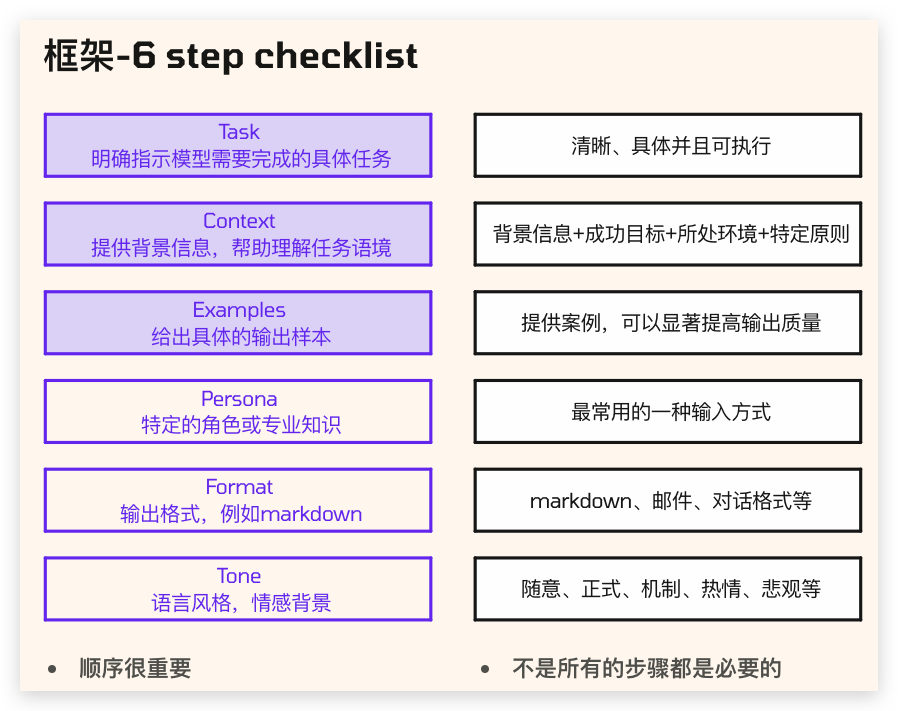 框架-6 step checklist
Task
明确指示模型需要完成的具体任务
清晰、具体并且可执行
Context
提供背景信息，帮助理解任务语境
背景信息+成功目标+所处环境+特定原则
Examples
给出具体的输出样本
提供案例，可以显著提高输出质量
Persona
特定的角色或专业知识
最常用的一种输入方式
Format
输出格式，例如markdown
markdown、邮件、对话格式等
Tone
语言风格，情感背景
随意、正式、机制、热情、悲观等
• 顺序很重要
• 不是所有的步骤都是必要的